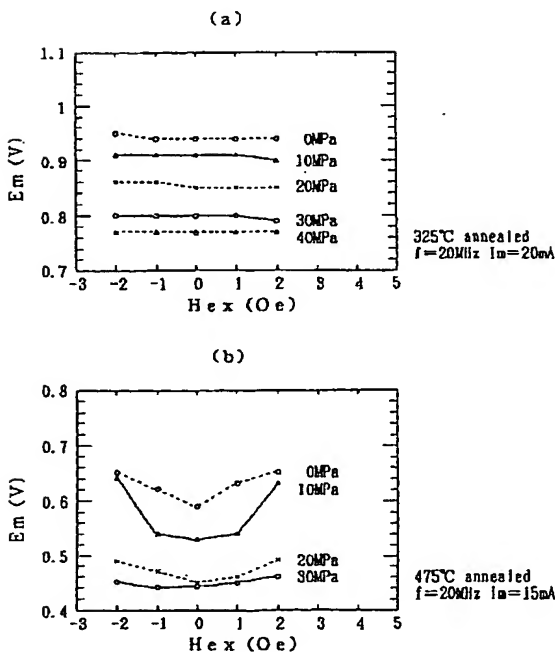 (a)
1.1
1
0.9
0.8
0.7
Em (V)
0MPa
10MPa
20MPa
30MPa
40MPa
-3 -2 -1 0 1 2 3 4 5
Hex (Oe)
325℃ annealed
f=20MHz Im=20mA
(b)
0.8
0.7
0.6
0.5
0.4
Em (V)
0MPa
10MPa
20MPa
30MPa
-3 -2 -1 0 1 2 3 4 5
Hex (Oe)
475℃ annealed
f=20MHz Im=15mA